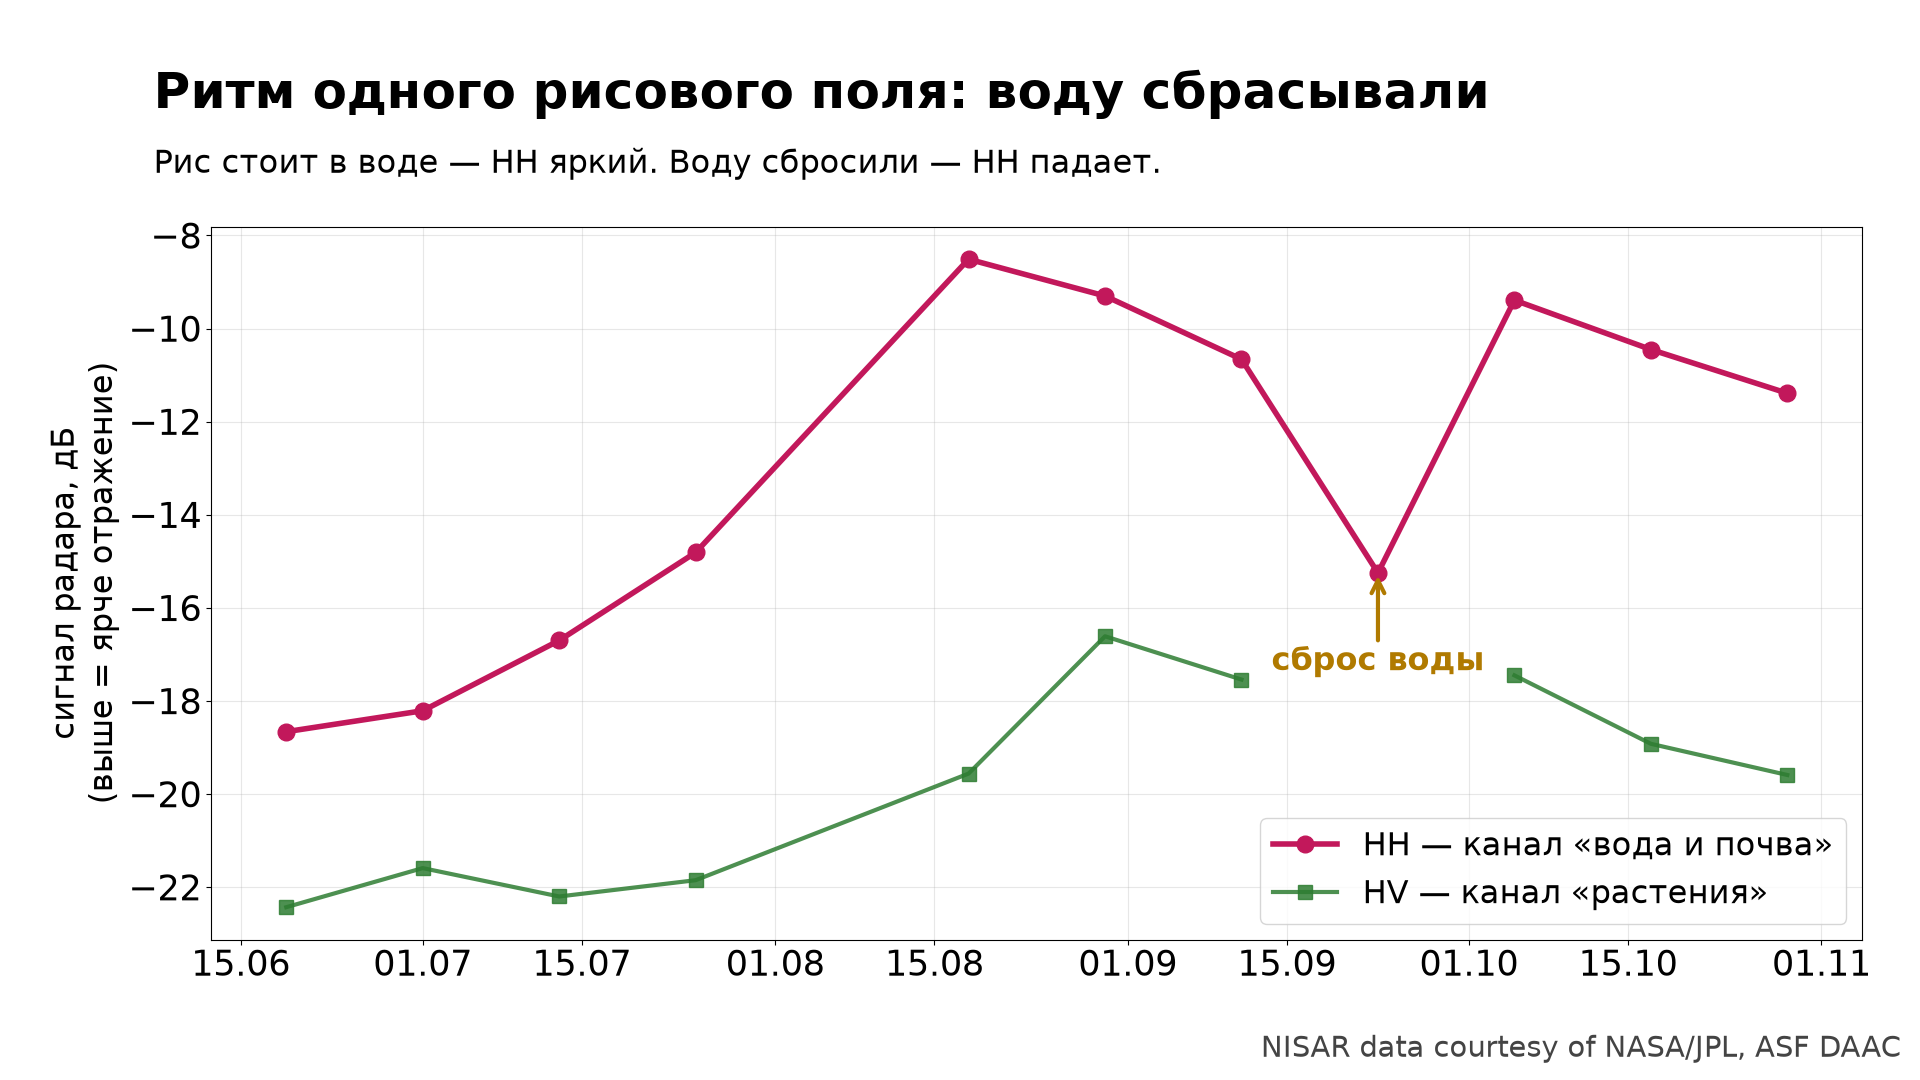 Ритм одного рисового поля: воду сбрасывали
Рис стоит в воде — HH яркий. Воду сбросили — HH падает.
сигнал радара, дБ
(выше = ярче отражение)
−8
−10
−12
−14
−16
−18
−20
−22
сброс воды
HH — канал «вода и почва»
HV — канал «растения»
15.06 01.07 15.07 01.08 15.08 01.09 15.09 01.10 15.10 01.11
NISAR data courtesy of NASA/JPL, ASF DAAC